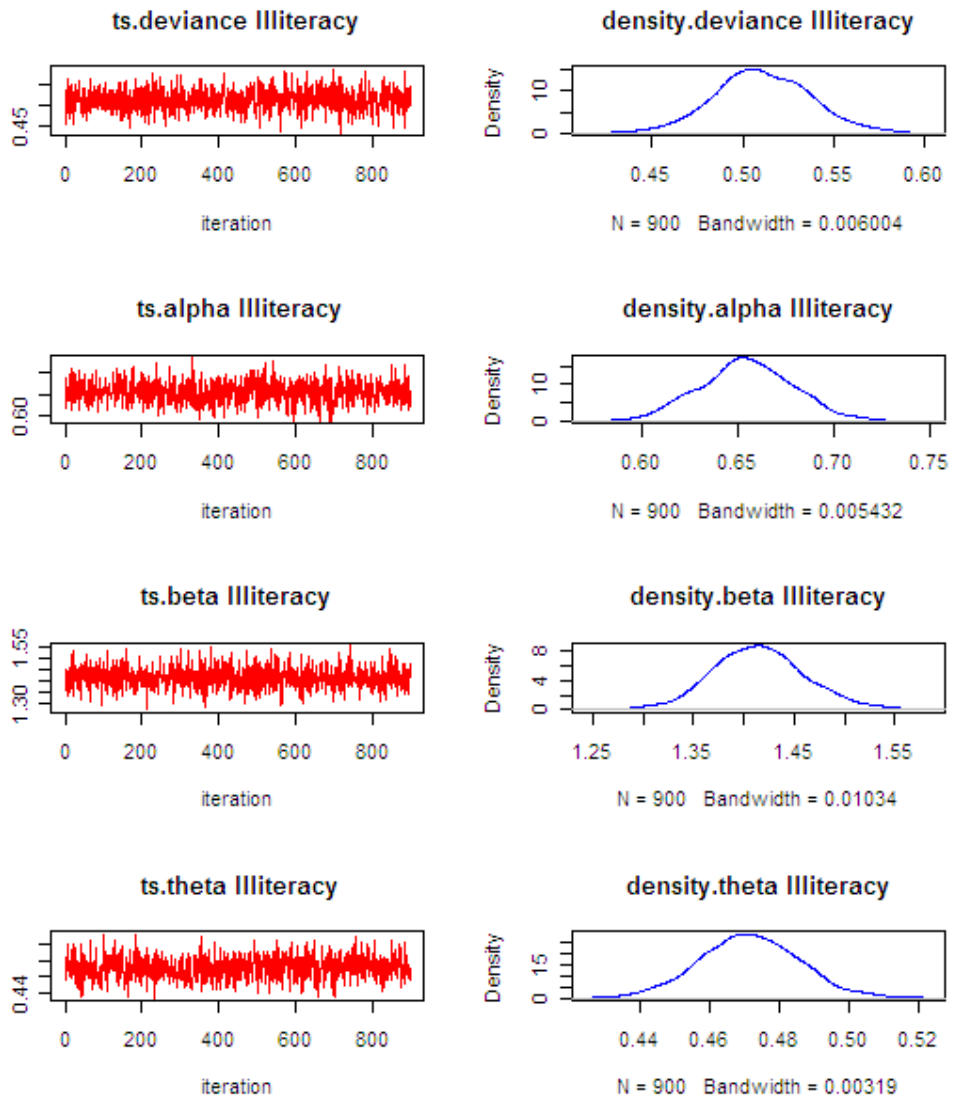 ts.deviance Illiteracy
density.deviance Illiteracy
0.45
0 200 400 600 800
iteration
Density
0 10
0.45 0.50 0.55 0.60
N = 900 Bandwidth = 0.006004
ts.alpha Illiteracy
density.alpha Illiteracy
0.60
0 200 400 600 800
iteration
Density
0 10
0.60 0.65 0.70 0.75
N = 900 Bandwidth = 0.005432
ts.beta Illiteracy
density.beta Illiteracy
1.30 1.55
0 200 400 600 800
iteration
Density
0 4 8
1.25 1.35 1.45 1.55
N = 900 Bandwidth = 0.01034
ts.theta Illiteracy
density.theta Illiteracy
0.44
0 200 400 600 800
iteration
Density
0 15
0.44 0.46 0.48 0.50 0.52
N = 900 Bandwidth = 0.00319